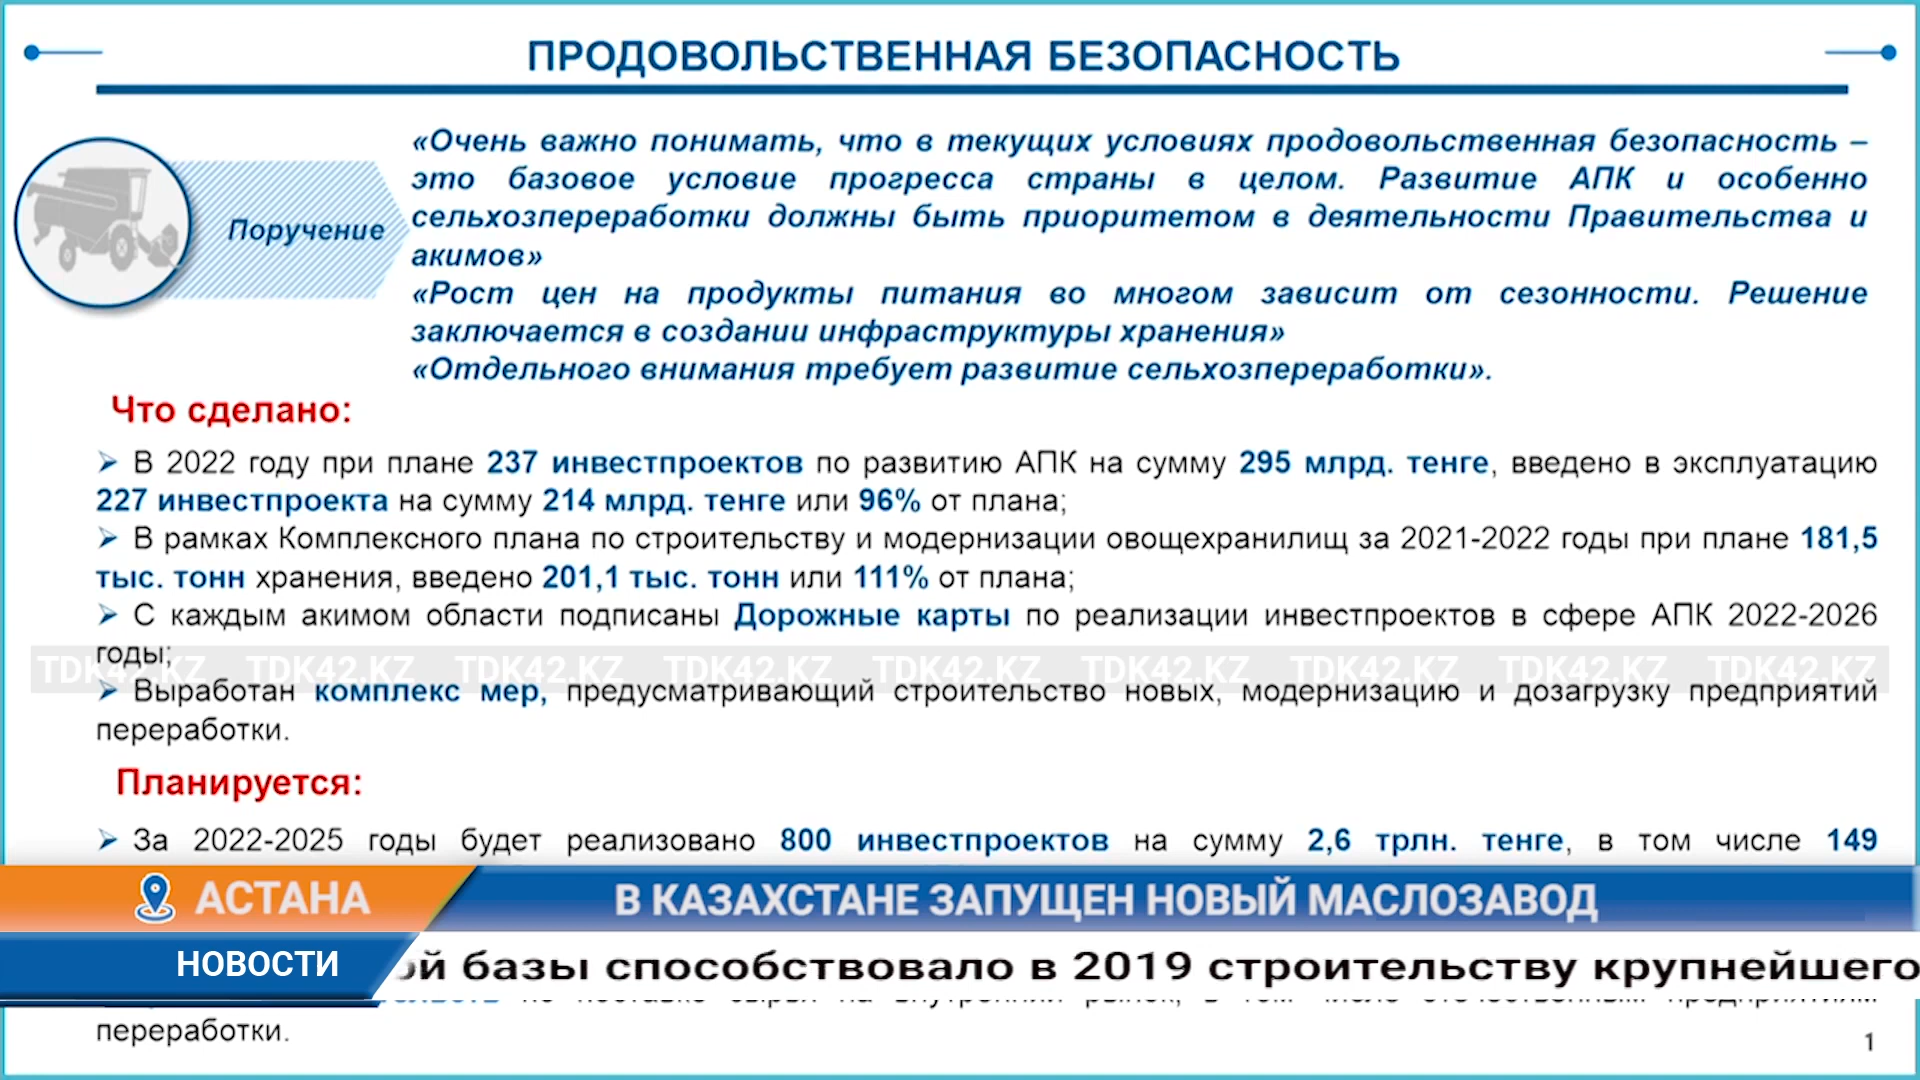 ПРОДОВОЛЬСТВЕННАЯ БЕЗОПАСНОСТЬ
Поручение
«Очень важно понимать, что в текущих условиях продовольственная безопасность –
это базовое условие прогресса страны в целом. Развитие АПК и особенно
сельхозпереработки должны быть приоритетом в деятельности Правительства и
акимов»
«Рост цен на продукты питания во многом зависит от сезонности. Решение
заключается в создании инфраструктуры хранения»
«Отдельного внимания требует развитие сельхозпереработки».
Что сделано:
➢ В 2022 году при плане 237 инвестпроектов по развитию АПК на сумму 295 млрд. тенге, введено в эксплуатацию
227 инвестпроекта на сумму 214 млрд. тенге или 96% от плана;
➢ В рамках Комплексного плана по строительству и модернизации овощехранилищ за 2021-2022 годы при плане 181,5
тыс. тонн хранения, введено 201,1 тыс. тонн или 111% от плана;
➢ С каждым акимом области подписаны Дорожные карты по реализации инвестпроектов в сфере АПК 2022-2026
годы;
TDK42.KZ TDK42.KZ TDK42.KZ TDK42.KZ TDK42.KZ TDK42.KZ TDK42.KZ TDK42.KZ TDK42.KZ
➢ Выработан комплекс мер, предусматривающий строительство новых, модернизацию и дозагрузку предприятий
переработки.
Планируется:
➢ За 2022-2025 годы будет реализовано 800 инвестпроектов на сумму 2,6 трлн. тенге, в том числе 149
АСТАНА
В КАЗАХСТАНЕ ЗАПУЩЕН НОВЫЙ МАСЛОЗАВОД
НОВОСТИ
ой базы способствовало в 2019 строительству крупнейшего
переработки.
1